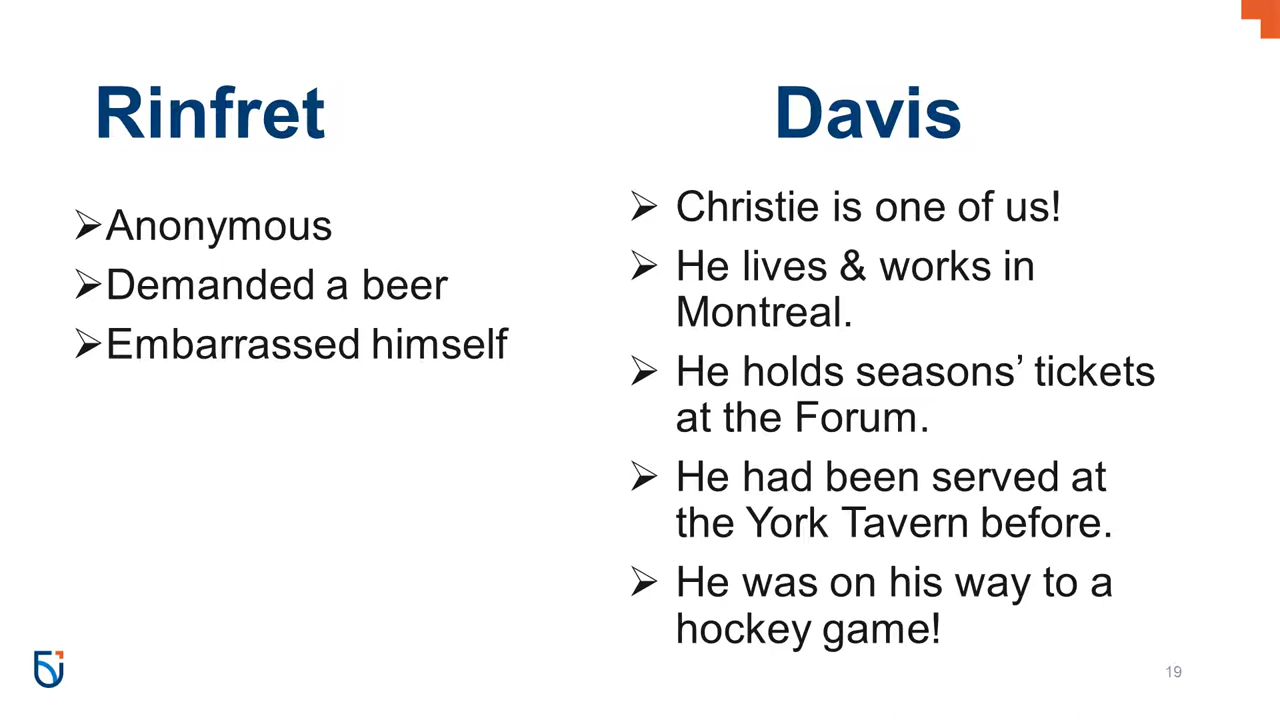 Rinfret
➢Anonymous
➢Demanded a beer
➢Embarrassed himself
Davis
➢ Christie is one of us!
➢ He lives & works in
Montreal.
➢ He holds seasons’ tickets
at the Forum.
➢ He had been served at
the York Tavern before.
➢ He was on his way to a
hockey game!
19